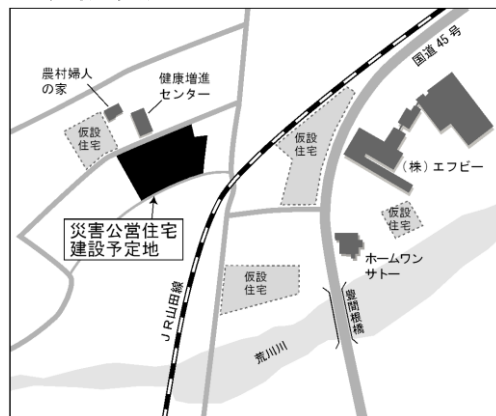 国道45号
農村婦人
の家
健康増進
センター
仮設
住宅
仮設
住宅
(株)エフビー
仮設
住宅
災害公営住宅
建設予定地
ホームワン
サトー
仮設
住宅
JR山田線
豊間根橋
荒川川